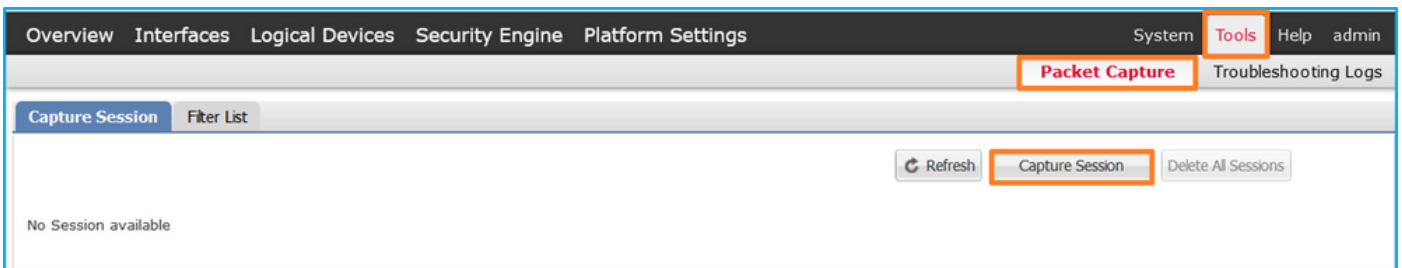 Overview Interfaces Logical Devices Security Engine Platform Settings System Tools Help admin
Packet Capture Troubleshooting Logs
Capture Session Filter List
Refresh Capture Session Delete All Sessions
No Session available